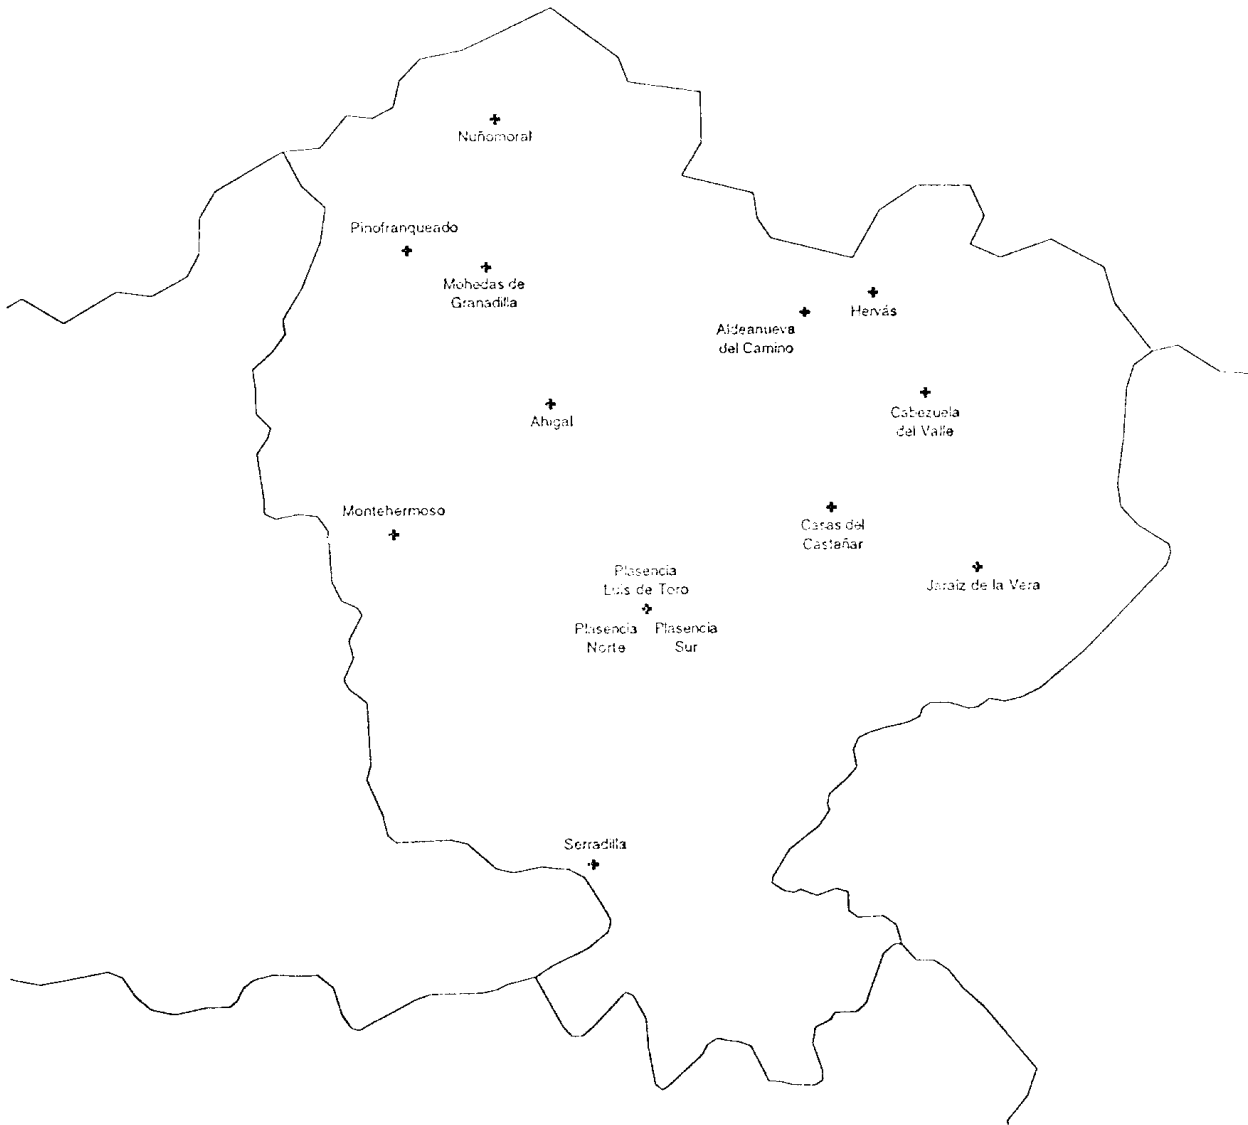 Nuñomoral
Pinofranqueado
Mohedas de
Granadilla
Hervás
Aldeanueva
del Camino
Ahigal
Cabezuela
del Valle
Montehermoso
Casas del
Castañar
Plasencia
Luis de Toro
Jaraiz de la Vera
Plasencia
Norte
Plasencia
Sur
Serradilla